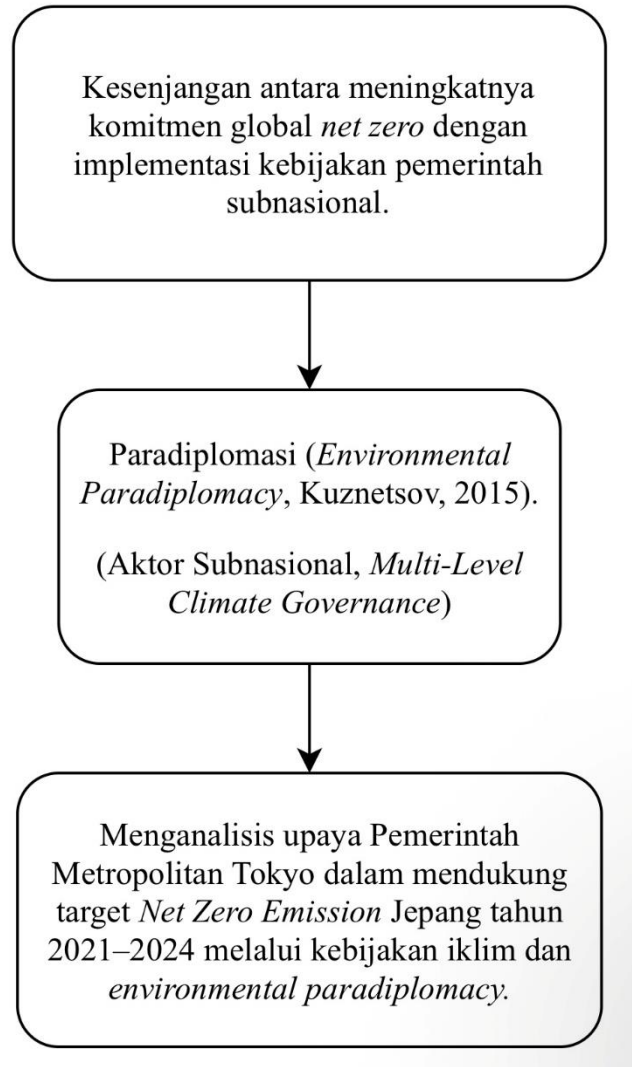 Kesenjangan antara meningkatnya
komitmen global net zero dengan
implementasi kebijakan pemerintah
subnasional.
Paradiplomasi (Environmental
Paradiplomacy, Kuznetsov, 2015).
(Aktor Subnasional, Multi-Level
Climate Governance)
Menganalisis upaya Pemerintah
Metropolitan Tokyo dalam mendukung
target Net Zero Emission Jepang tahun
2021–2024 melalui kebijakan iklim dan
environmental paradiplomacy.